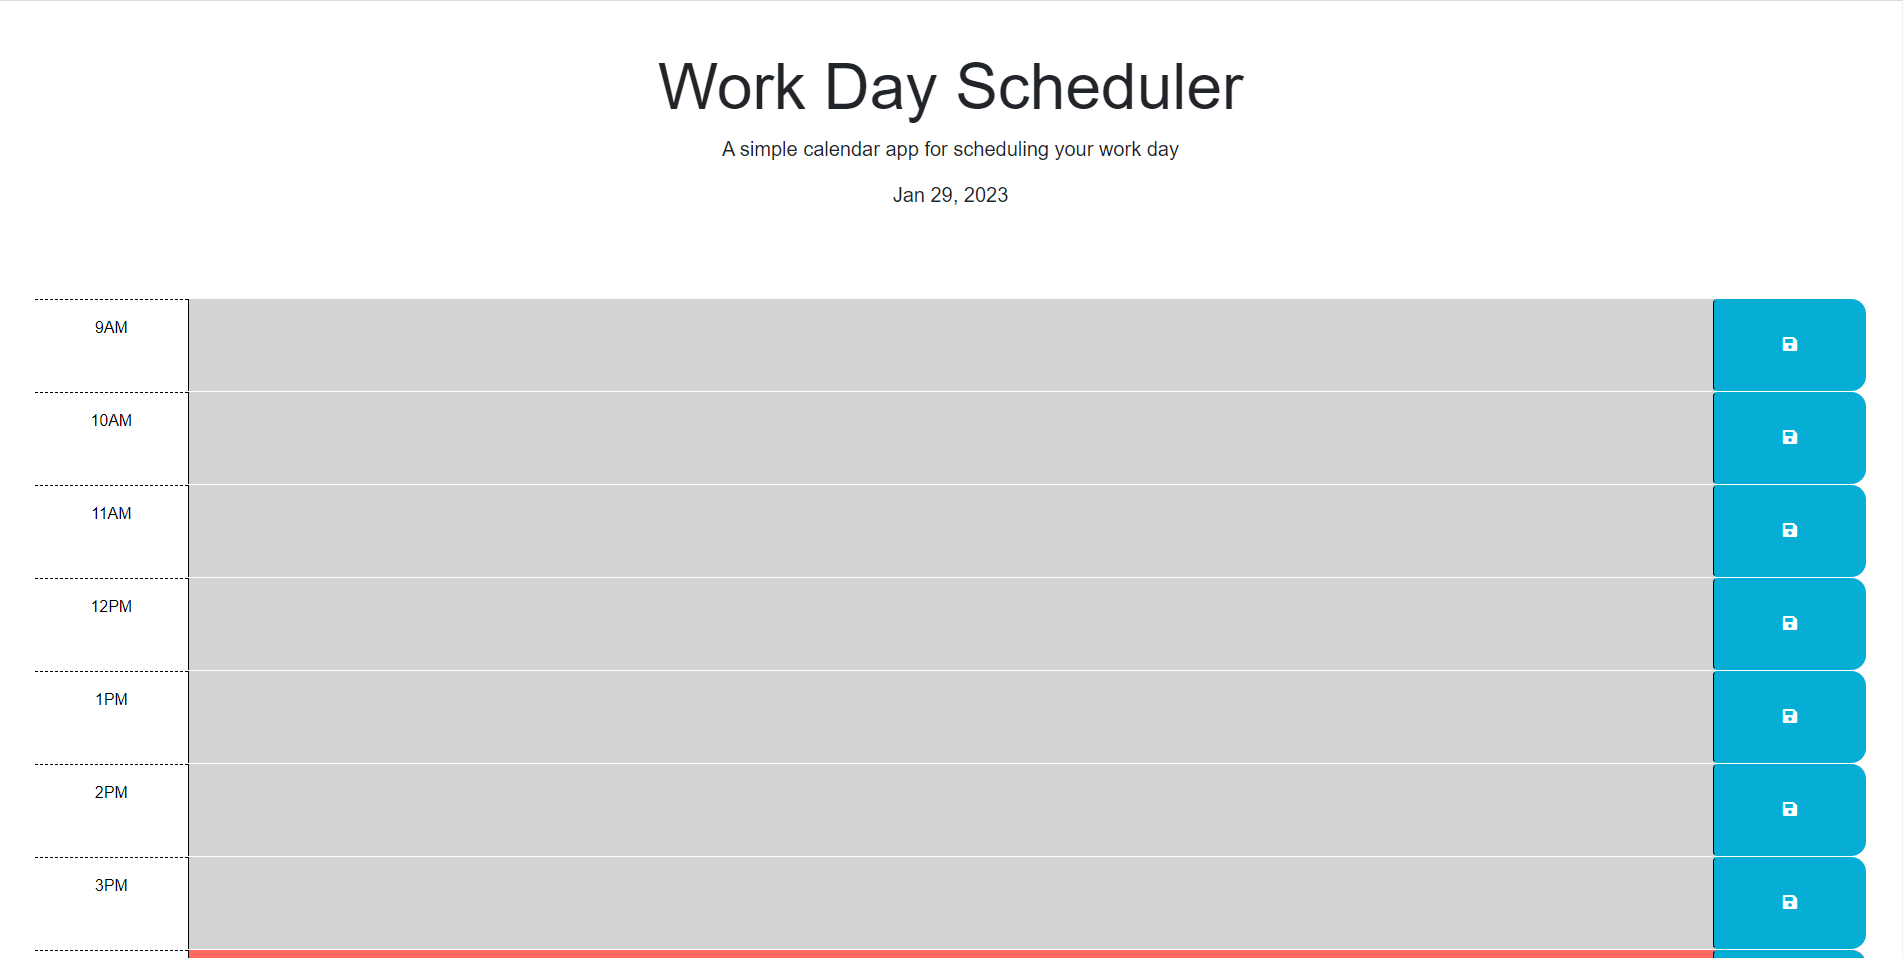 Work Day Scheduler
A simple calendar app for scheduling your work day
Jan 29, 2023
9AM
10AM
11AM
12PM
1PM
2PM
3PM